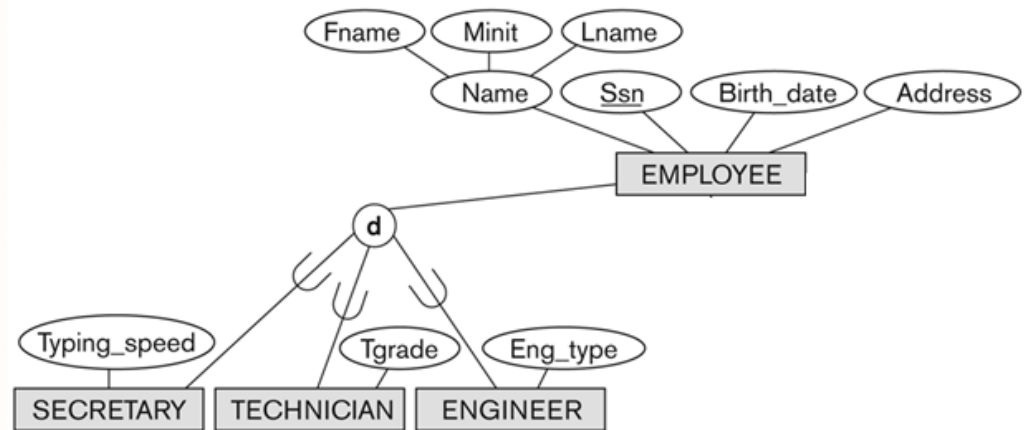 Fname Minit Lname
Name Ssn Birth_date Address
EMPLOYEE
d
Typing_speed Tgrade Eng_type
SECRETARY TECHNICIAN ENGINEER